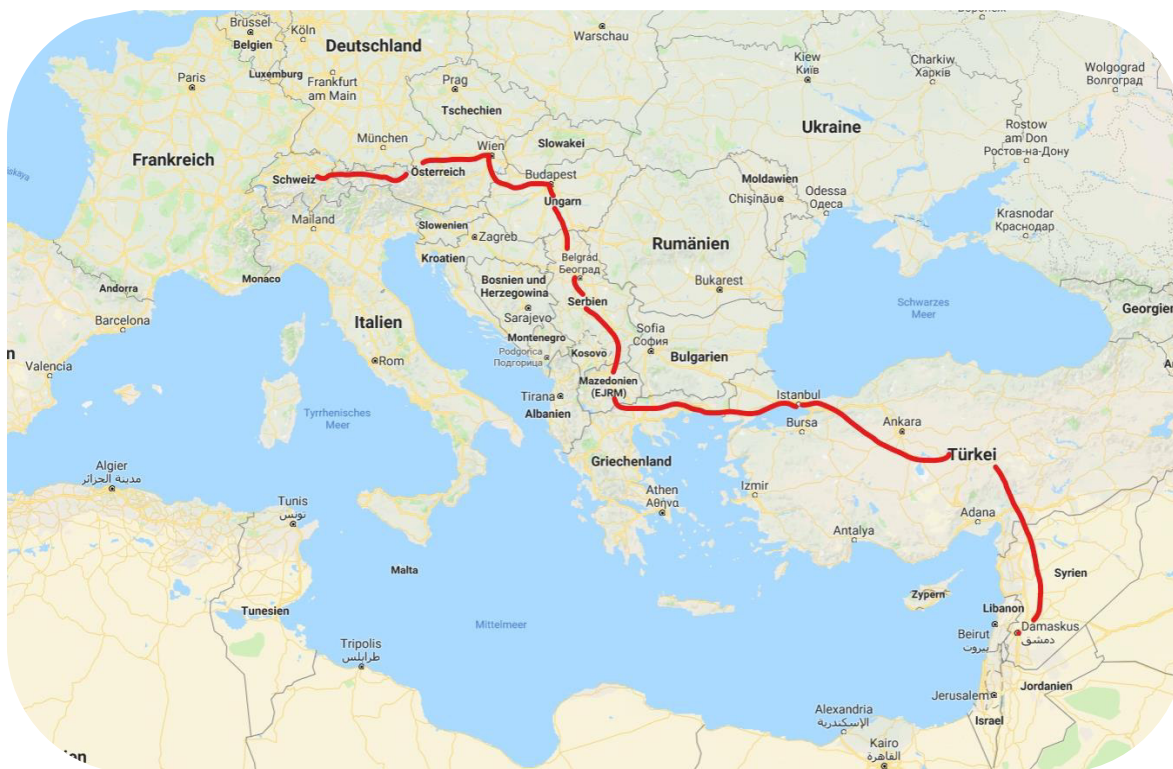 Brüssel
Belgien
Köln
Deutschland
Luxemburg
Frankfurt
am Main
Paris
Prag
Tschechien
Warschau
Kiew
Київ
Charkiw
Харків
Wolgograd
Волгоград
Rostow
am Don
Ростов-на-Дону
Ukraine
München
Wien
Slowakei
Frankreich
Schweiz
Österreich
Budapest
Ungarn
Moldawien
Chișinău
Odessa
Одеса
Krasnodar
Краснодар
Mailand
Slowenien
Zagreb
Kroatien
Rumänien
Belgrad
Београд
Bosnien und
Herzegowina
Bukarest
Monaco
Andorra
Serbien
Sarajevo
Schwarzes
Meer
Georgien
Barcelona
Italien
Montenegro
Sofia
София
Podgorica
Подгорица
Kosovo
Bulgarien
Valencia
Rom
Mazedonien
(EJRM)
Tirana
Albanien
Istanbul
Bursa
Ankara
Tyrrhenisches
Meer
Türkei
Griechenland
Algier
مدينة الجزائر
Athen
Αθήνα
Izmir
Adana
Tunis
تونس
Antalya
Malta
Syrien
Zypern
Libanon
Tunesien
Mittelmeer
Beirut
بيروت
Damaskus
دمشق
Tripolis
طرابلس
Jerusalem
Jordanien
Alexandria
الإسكندرية
Israel
Kairo
القاهرة